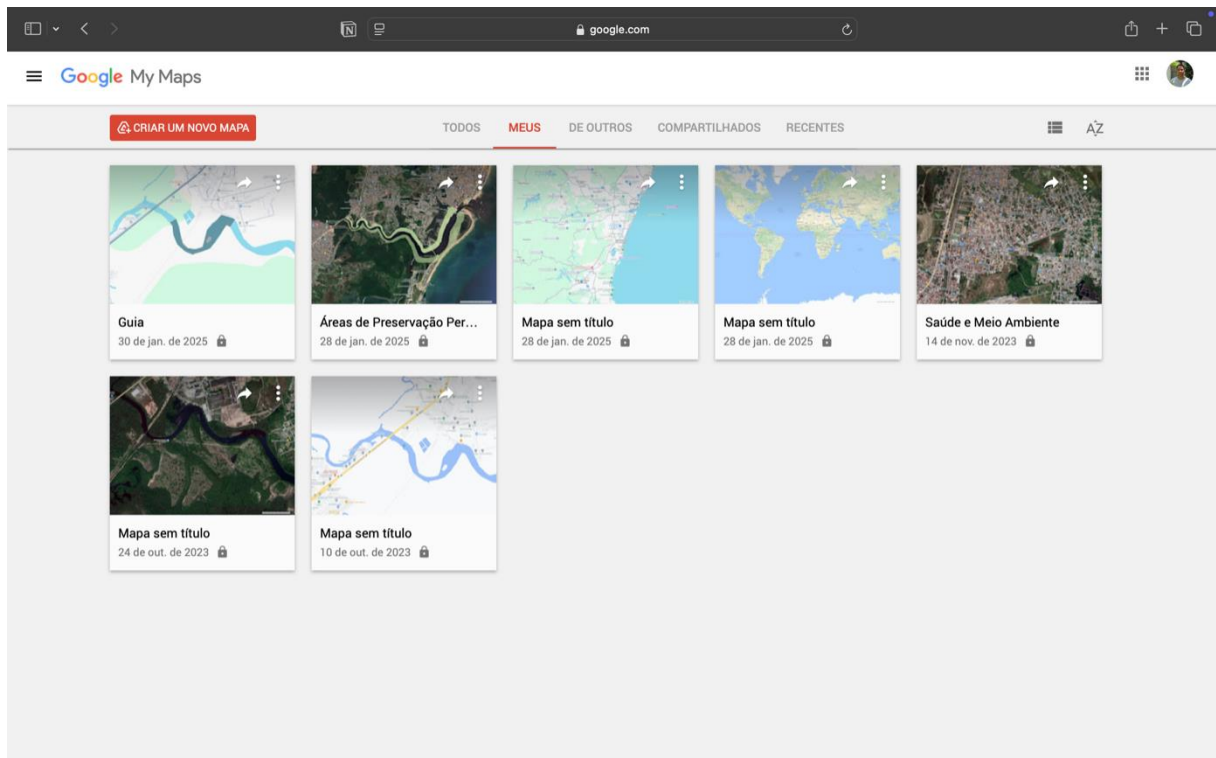 google.com
Google My Maps
CRIAR UM NOVO MAPA
TODOS MEUS DE OUTROS COMPARTILHADOS RECENTES
AZ
Guia
30 de jan. de 2025
Áreas de Preservação Per...
28 de jan. de 2025
Mapa sem título
28 de jan. de 2025
Mapa sem título
28 de jan. de 2025
Saúde e Meio Ambiente
14 de nov. de 2023
Mapa sem título
24 de out. de 2023
Mapa sem título
10 de out. de 2023